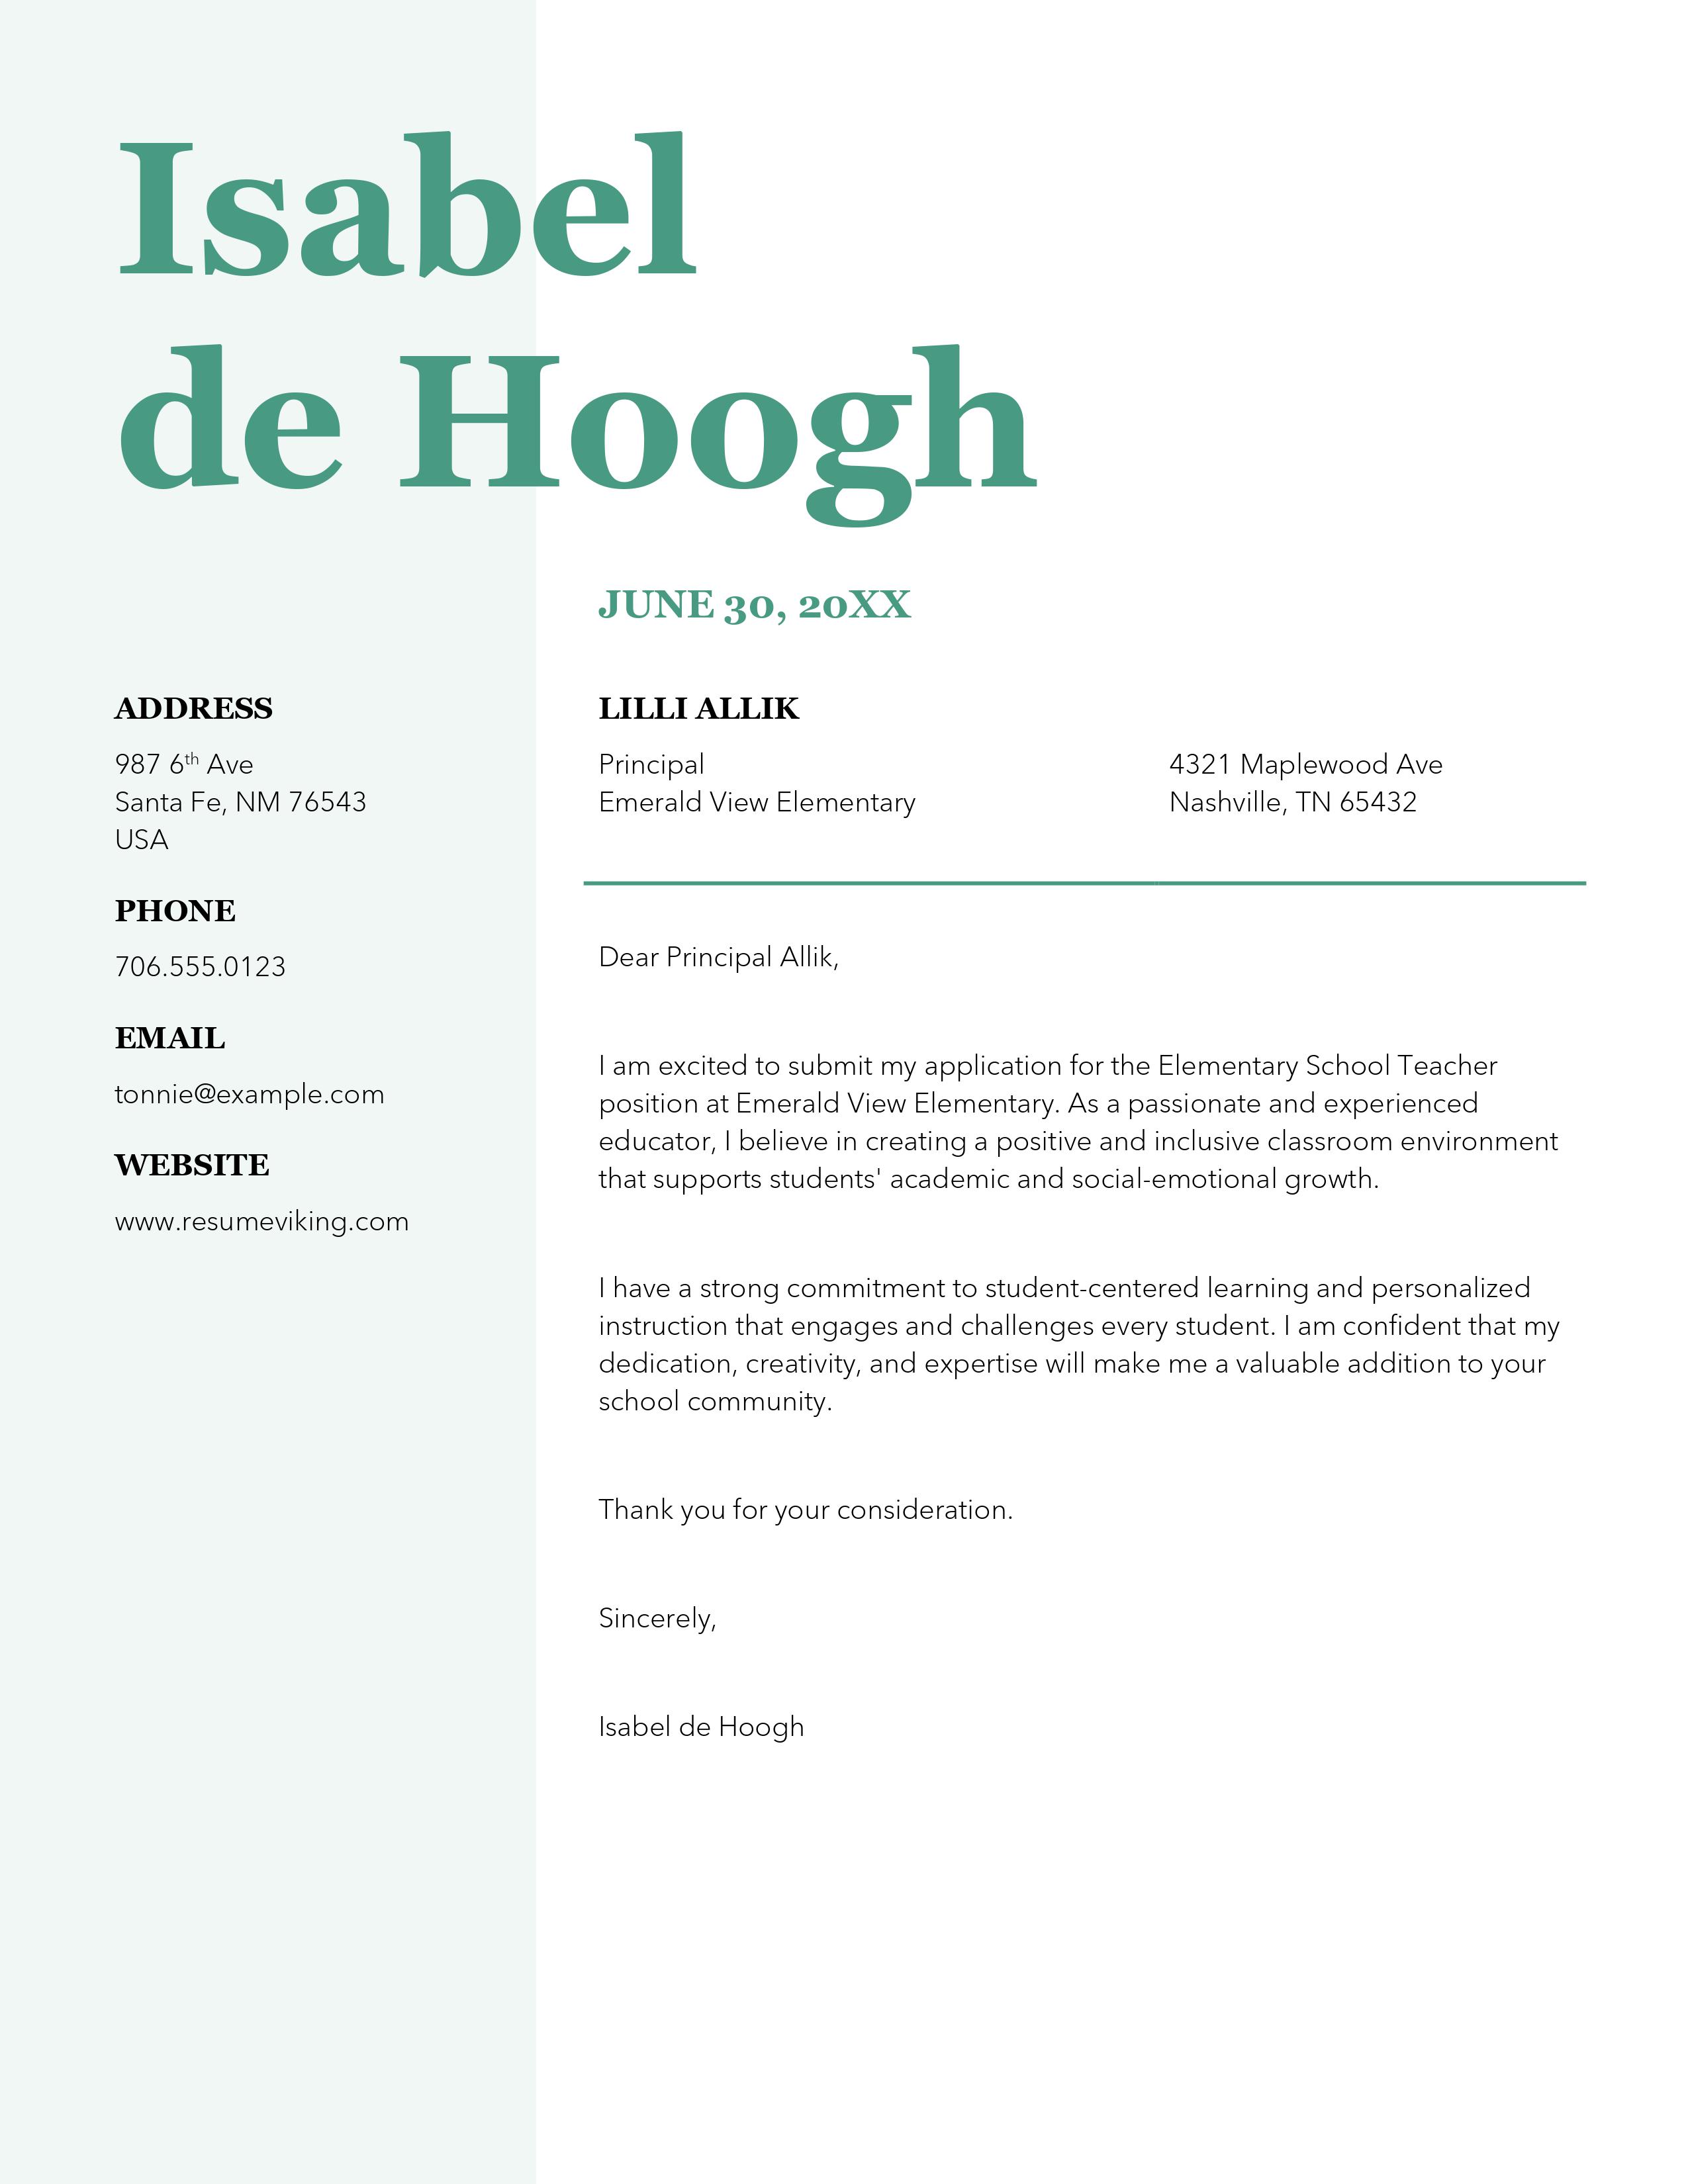 Isabel
de Hoogh
JUNE 30, 20XX
ADDRESS
987 6th Ave
Santa Fe, NM 76543
USA
PHONE
706.555.0123
EMAIL
tonnie@example.com
WEBSITE
www.resumeviking.com
LILLI ALLIK
Principal
Emerald View Elementary
4321 Maplewood Ave
Nashville, TN 65432
Dear Principal Allik,
I am excited to submit my application for the Elementary School Teacher
position at Emerald View Elementary. As a passionate and experienced
educator, I believe in creating a positive and inclusive classroom environment
that supports students' academic and social-emotional growth.
I have a strong commitment to student-centered learning and personalized
instruction that engages and challenges every student. I am confident that my
dedication, creativity, and expertise will make me a valuable addition to your
school community.
Thank you for your consideration.
Sincerely,
Isabel de Hoogh